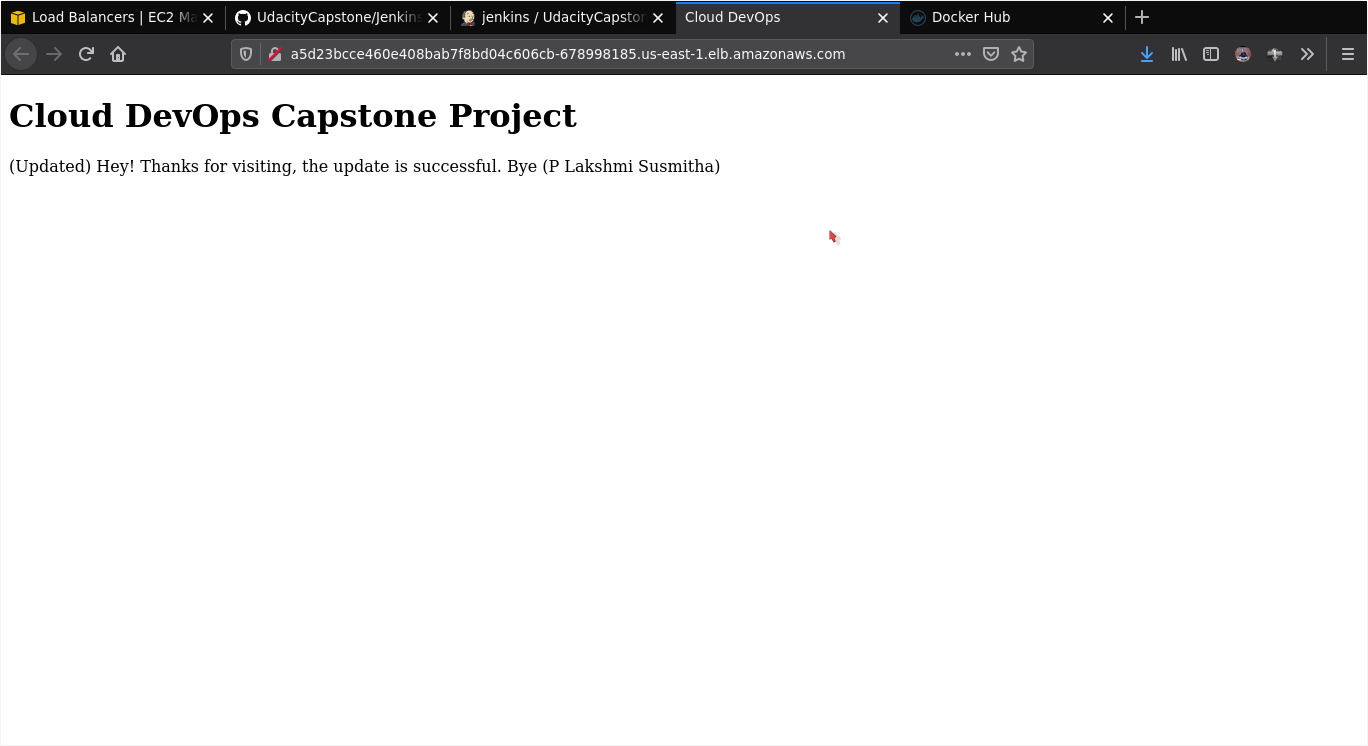 Load Balancers | EC2 Ma
UdacityCapstone/Jenkins
jenkins / UdacityCapston
Cloud DevOps
Docker Hub
a5d23bcce460e408bab7f8bd04c606cb-678998185.us-east-1.elb.amazonaws.com
Cloud DevOps Capstone Project
(Updated) Hey! Thanks for visiting, the update is successful. Bye (P Lakshmi Susmitha)